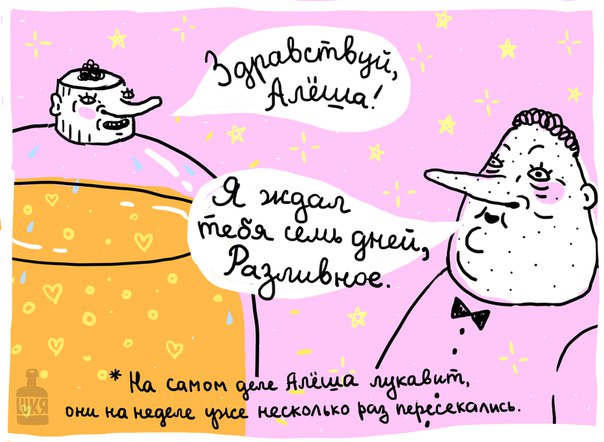 Здравствуй,
Алёша!
Я ждал
тебя семь дней,
Разливное.
* На самом деле Алёша лукавит,
они на неделе уже несколько раз пересекались.